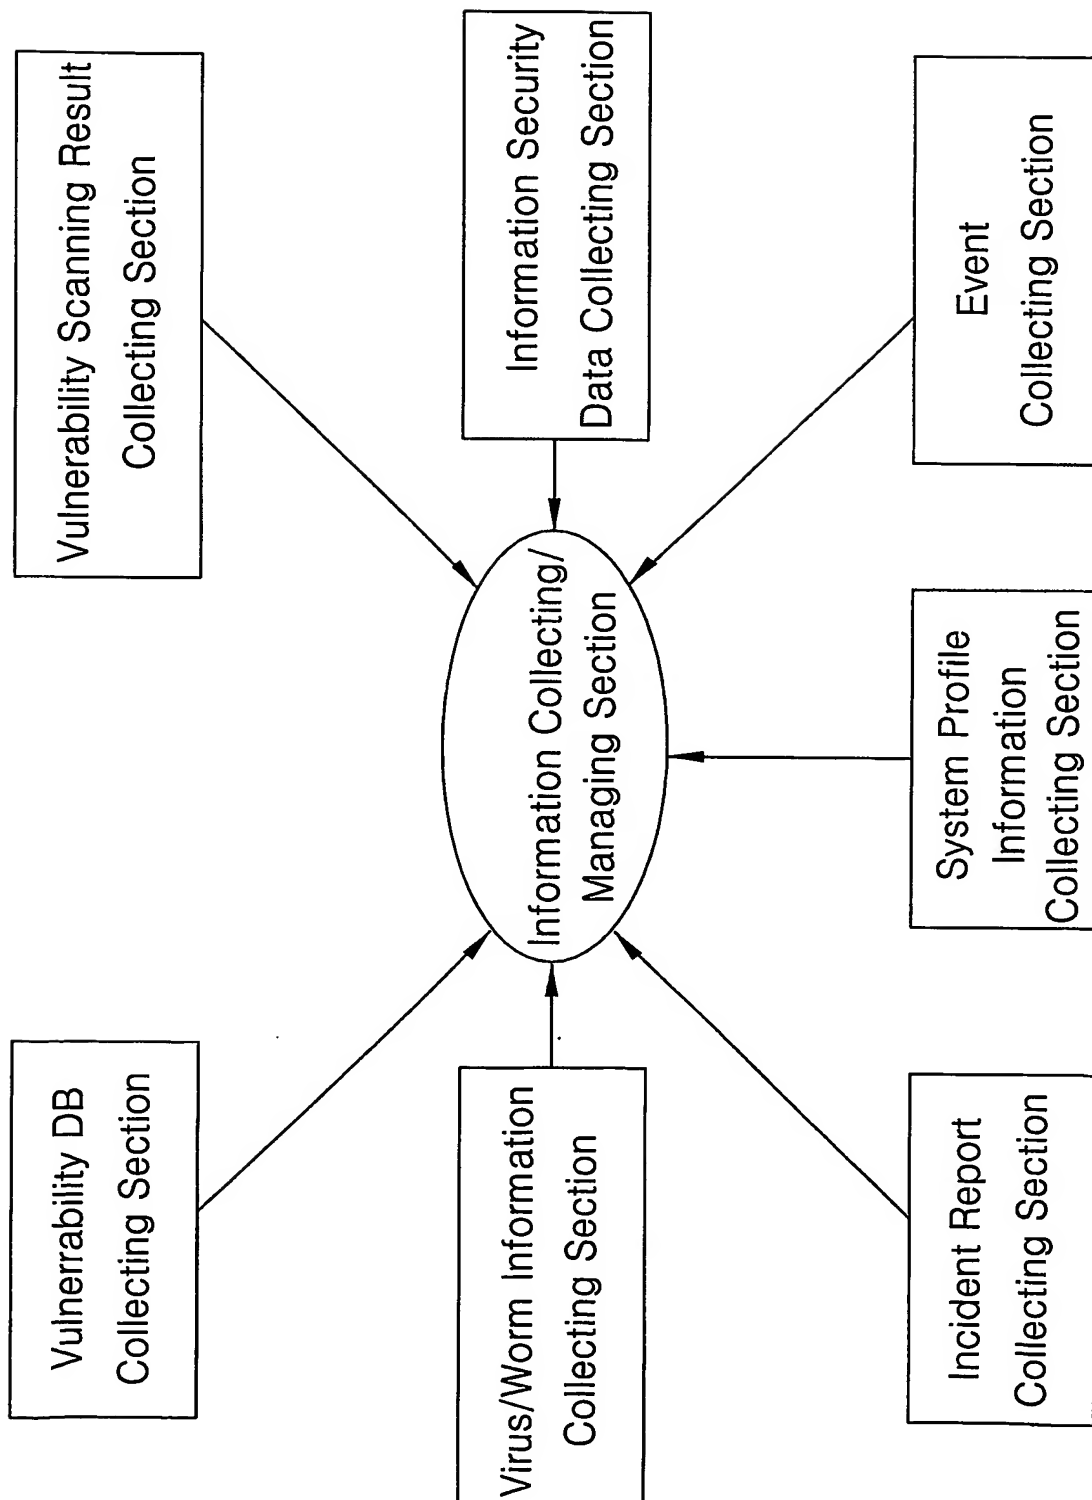 Vulnerrability DB
Collecting Section
Vulnerability Scanning Result
Collecting Section
Virus/Worm Information
Collecting Section
Information Collecting/
Managing Section
Information Security
Data Collecting Section
Incident Report
Collecting Section
System Profile
Information
Collecting Section
Event
Collecting Section